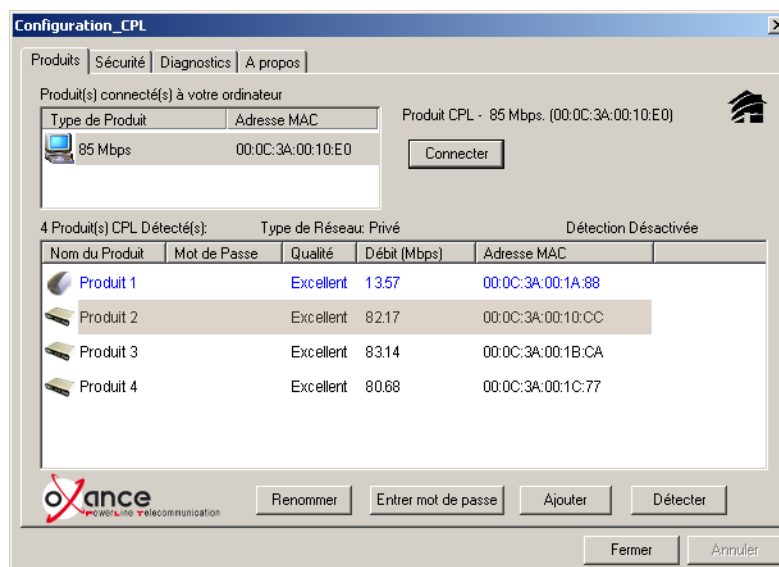 Configuration_CPL
Produits Sécurité Diagnostics A propos
Produit(s) connecté(s) à votre ordinateur
Type de Produit Adresse MAC
85 Mbps 00:0C:3A:00:10:E0
Produit CPL - 85 Mbps. (00:0C:3A:00:10:E0)
Connecter
4 Produit(s) CPL Détecté(s): Type de Réseau: Privé Détection Désactivée
Nom du Produit Mot de Passe Qualité Débit (Mbps) Adresse MAC
Produit 1 Excellent 13.57 00:0C:3A:00:1A:88
Produit 2 Excellent 82.17 00:0C:3A:00:10:CC
Produit 3 Excellent 83.14 00:0C:3A:00:1B:CA
Produit 4 Excellent 80.68 00:0C:3A:00:1C:77
oxance
PowerLine Telecommunication
Renommer Entrer mot de passe Ajouter Détecter
Fermer Annuler